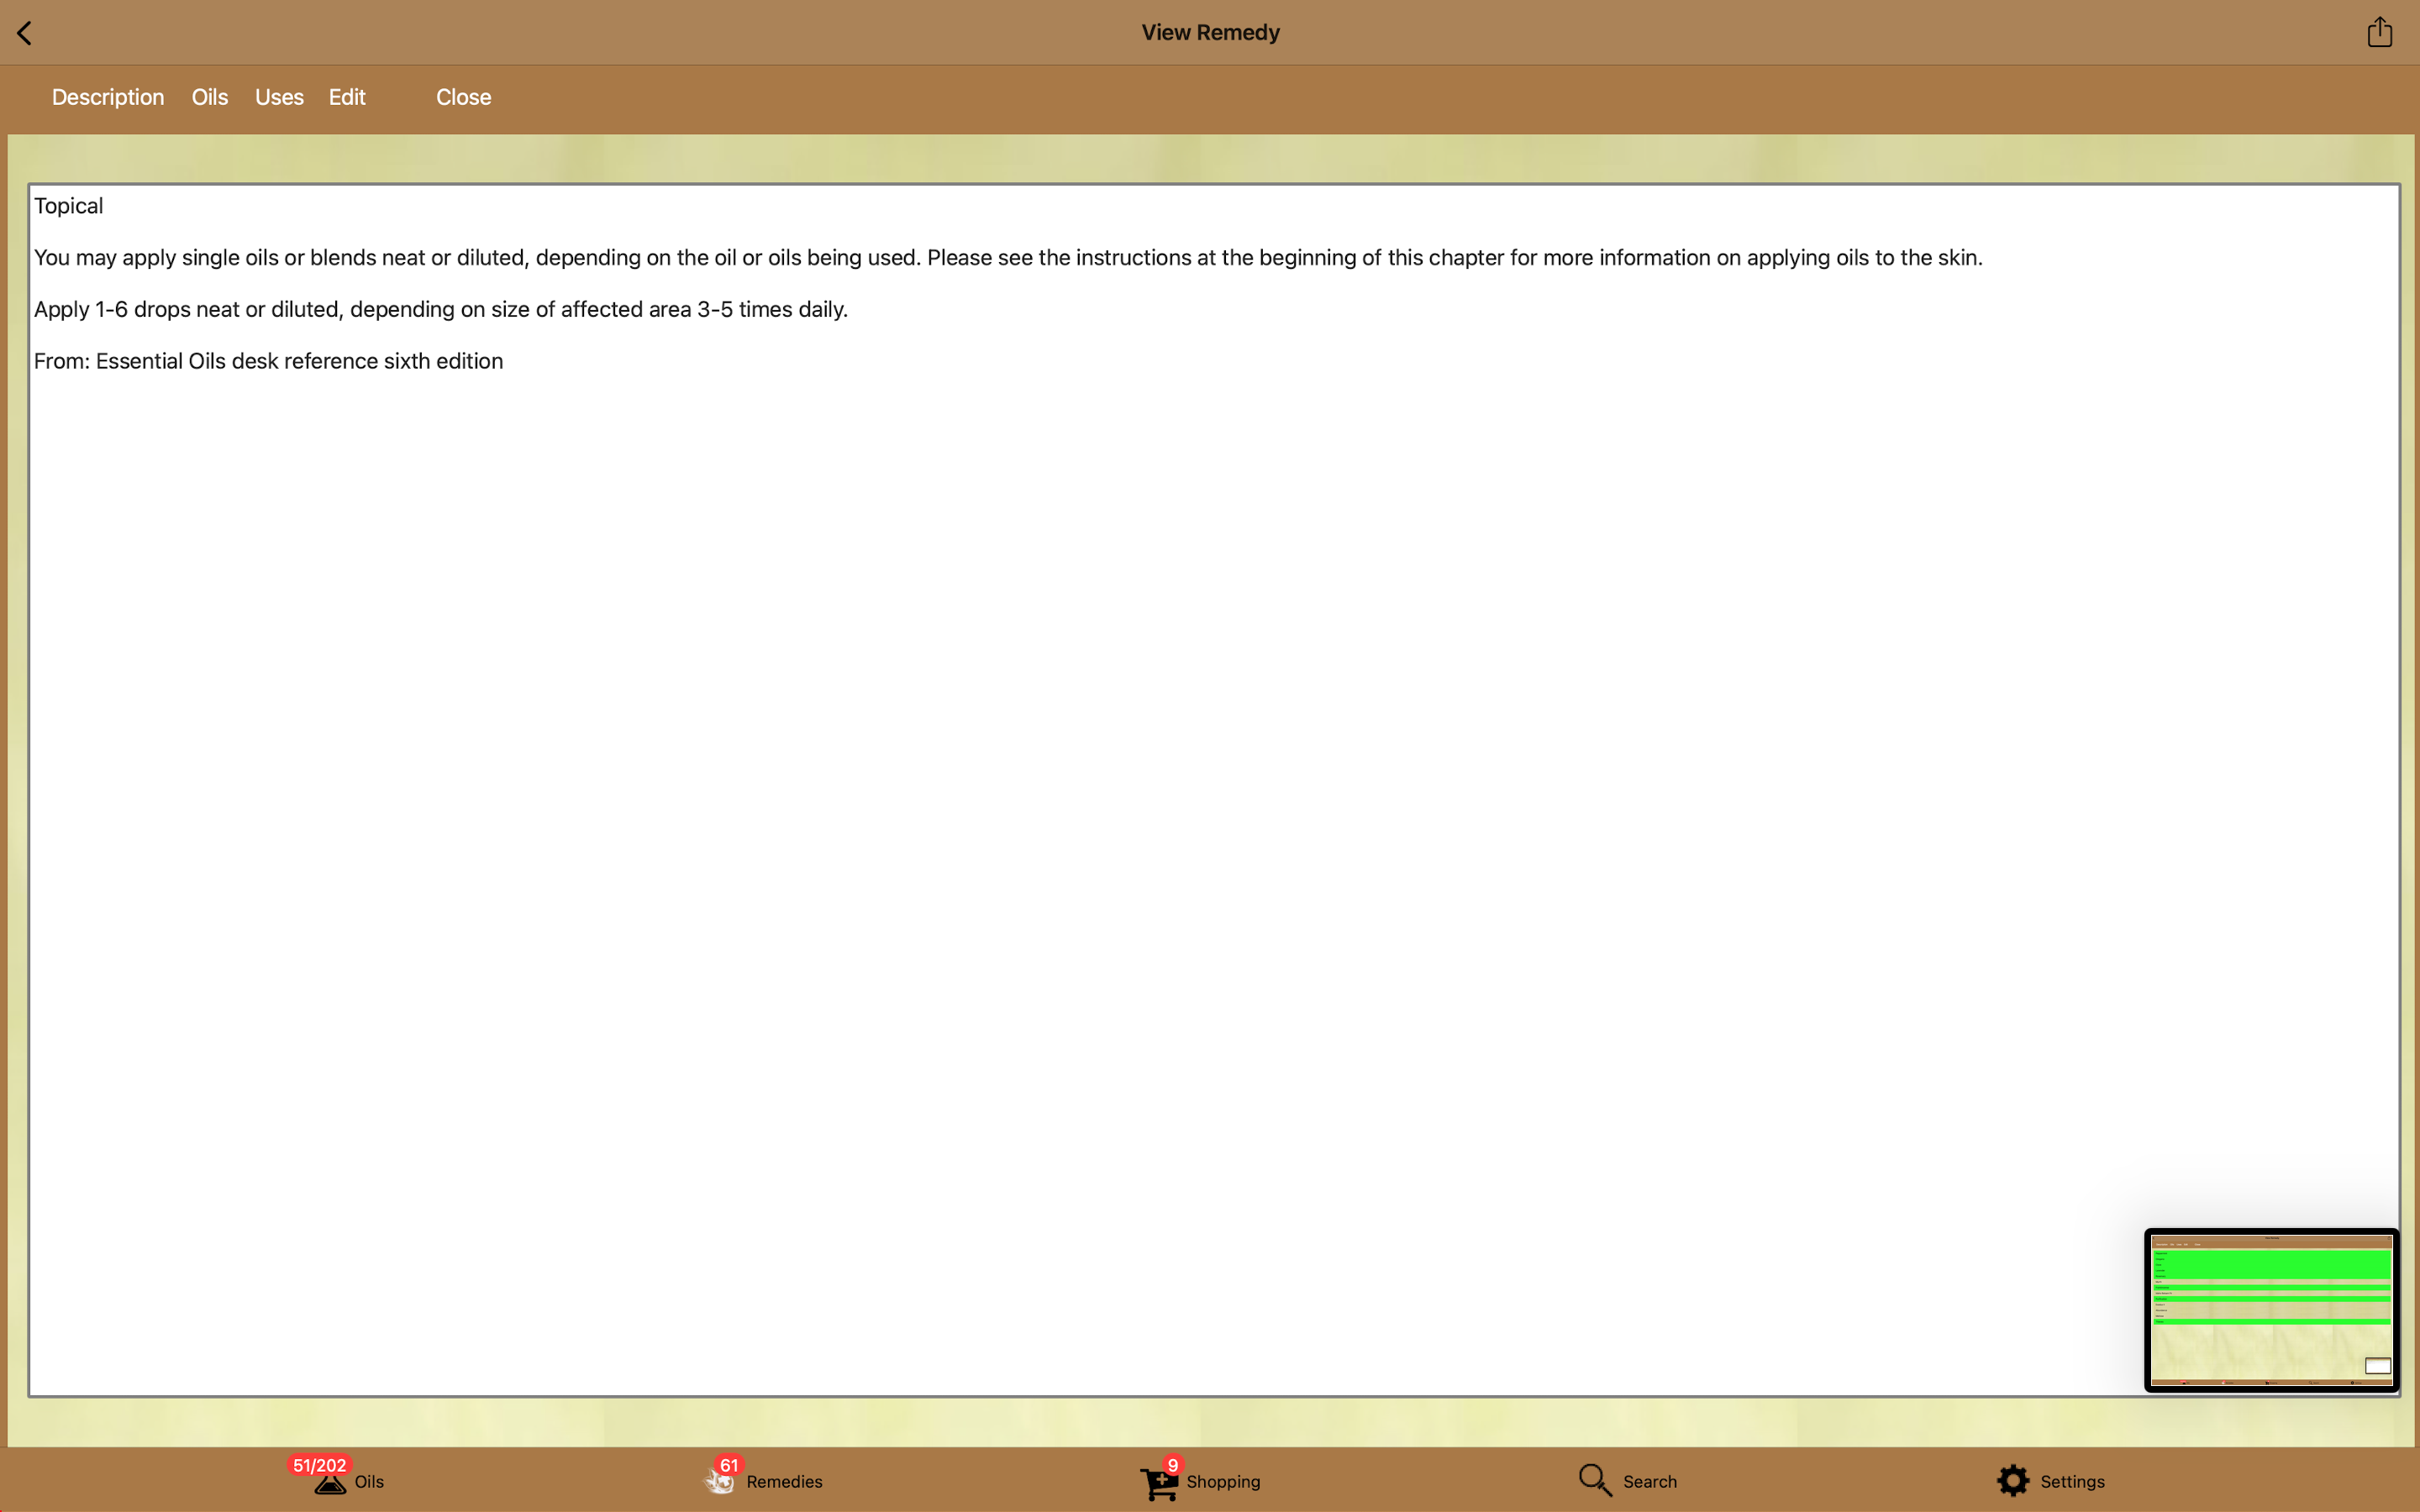 View Remedy
Description Oils Uses Edit Close
Topical
You may apply single oils or blends neat or diluted, depending on the oil or oils being used. Please see the instructions at the beginning of this chapter for more information on applying oils to the skin.
Apply 1-6 drops neat or diluted, depending on size of affected area 3-5 times daily.
From: Essential Oils desk reference sixth edition
51/202 Oils
61 Remedies
9 Shopping
Search
Settings